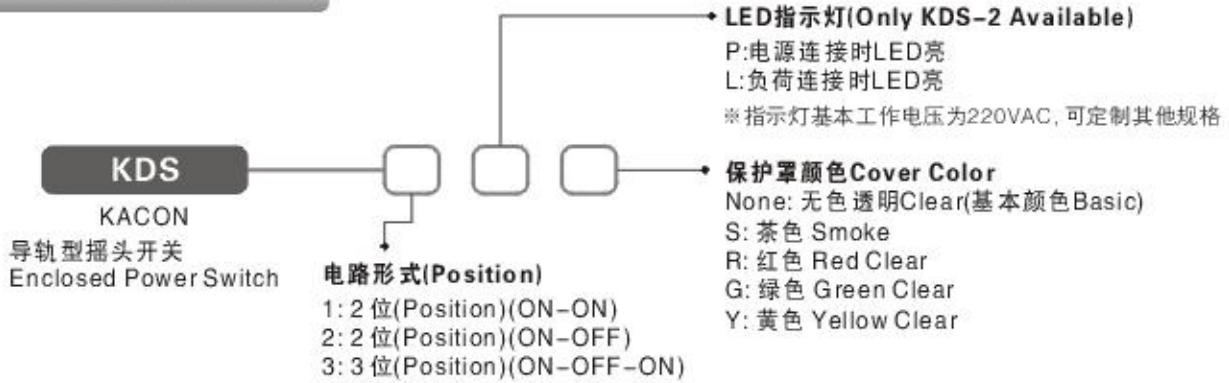 LED指示灯(Only KDS-2 Available)
P:电源连接时LED亮
L:负荷连接时LED亮
※指示灯基本工作电压为220VAC, 可定制其他规格
KDS
KACON
导轨型摇头开关
Enclosed Power Switch
电路形式(Position)
1: 2 位(Position)(ON-ON)
2: 2 位(Position)(ON-OFF)
3: 3 位(Position)(ON-OFF-ON)
保护罩颜色Cover Color
None: 无色透明Clear(基本颜色Basic)
S: 茶色 Smoke
R: 红色 Red Clear
G: 绿色 Green Clear
Y: 黄色 Yellow Clear